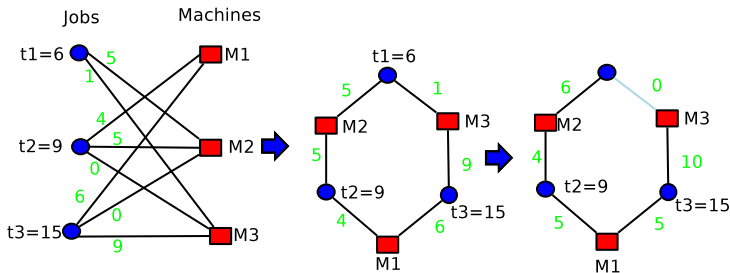 Jobs Machines
t1=6 5 M1
1
4
t2=9 5 M2
0
6
0
t3=15 9 M3
t1=6
5 1
M2 M3
5 9
t2=9 t3=15
4 6
M1
6 0
M2 M3
4 10
t2=9 t3=15
5 5
M1